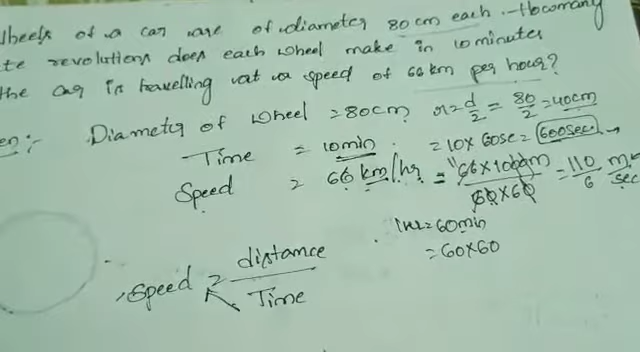 Wheels of a car are of diameter 80 cm each. How many
te revolutions does each wheel make in 10 minutes
the car is travelling at a speed of 66 km per hour?
en:- Diameter of wheel = 80cm, r = d/2 = 80/2 = 40cm
Time = 10min. = 10 × 60sec = 600sec
Speed = 66 km/hr = 66×1000m/60×60 = 110/6 m/sec
1hr = 60min
= 60×60
Speed = distance/Time